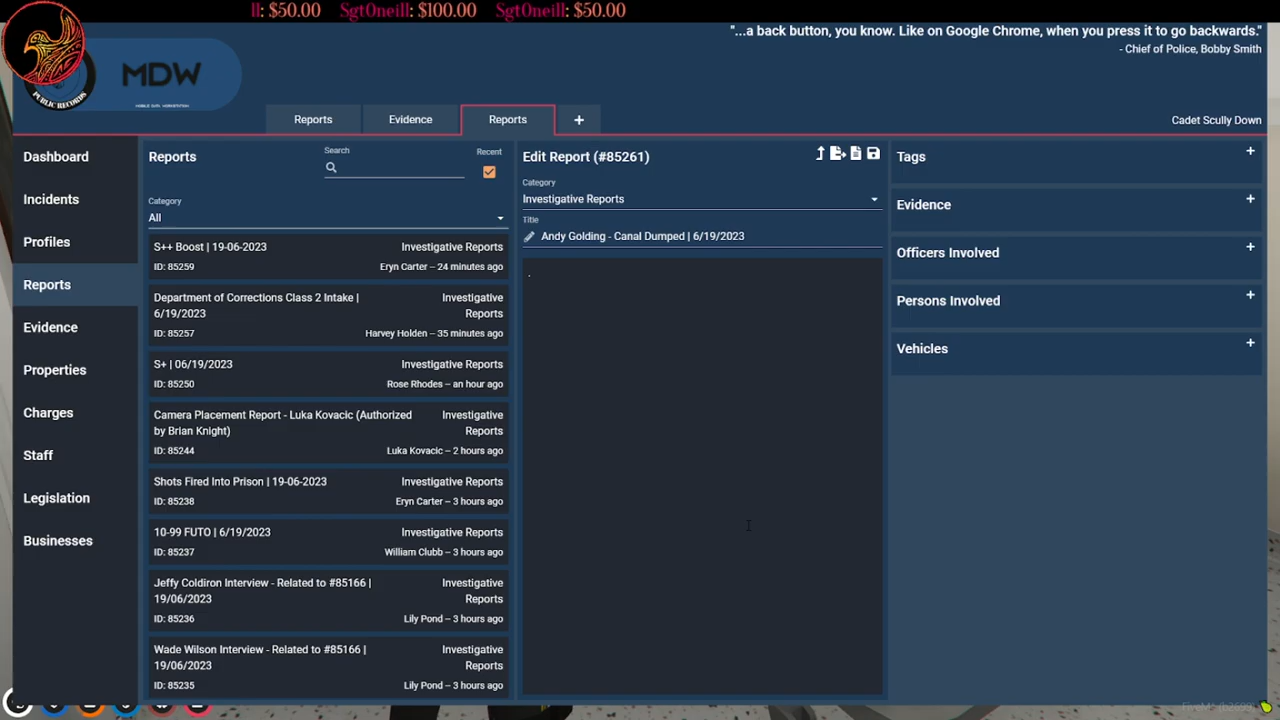 ll: $50.00 SgtOneill: $100.00 SgtOneill: $50.00
"...a back button, you know. Like on Google Chrome, when you press it to go backwards."
- Chief of Police, Bobby Smith
PUBLIC RECORDS
MDW
MOBILE DATA WORKSTATION
Reports
Evidence
Reports
+
Cadet Scully Down
Dashboard
Incidents
Profiles
Reports
Evidence
Properties
Charges
Staff
Legislation
Businesses
Reports
Search
Recent
Category
All
S++ Boost | 19-06-2023 Investigative Reports
ID: 85259 Eryn Carter – 24 minutes ago
Department of Corrections Class 2 Intake | Investigative
6/19/2023 Reports
ID: 85257 Harvey Holden – 35 minutes ago
S+ | 06/19/2023 Investigative Reports
ID: 85250 Rose Rhodes – an hour ago
Camera Placement Report - Luka Kovacic (Authorized Investigative
by Brian Knight) Reports
ID: 85244 Luka Kovacic – 2 hours ago
Shots Fired Into Prison | 19-06-2023 Investigative Reports
ID: 85238 Eryn Carter – 3 hours ago
10-99 FUTO | 6/19/2023 Investigative Reports
ID: 85237 William Clubb – 3 hours ago
Jeffy Coldiron Interview - Related to #85166 | Investigative
19/06/2023 Reports
ID: 85236 Lily Pond – 3 hours ago
Wade Wilson Interview - Related to #85166 | Investigative
19/06/2023 Reports
ID: 85235 Lily Pond – 3 hours ago
Edit Report (#85261)
Category
Investigative Reports
Title
Andy Golding - Canal Dumped | 6/19/2023
.
Tags +
Evidence +
Officers Involved +
Persons Involved +
Vehicles +